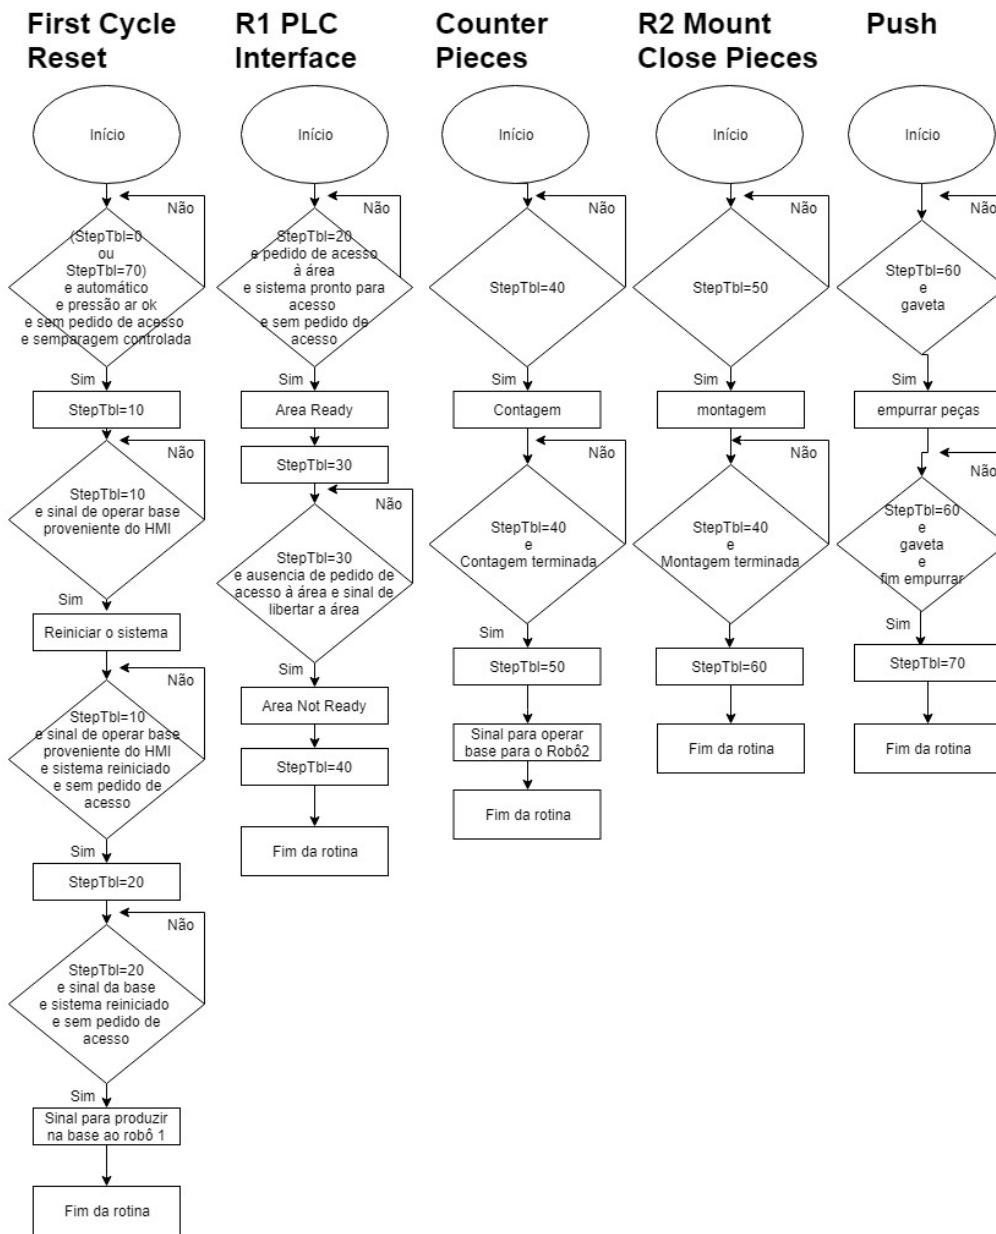 First Cycle
Reset
Início
Não
(StepTbl=0
ou
StepTbl=70)
e automático
e pressão ar ok
e sem pedido de acesso
e semparagem controlada
Sim
StepTbl=10
Não
StepTbl=10
e sinal de operar base
proveniente do HMI
Sim
Reiniciar o sistema
Não
StepTbl=10
e sinal de operar base
proveniente do HMI
e sistema reiniciado
e sem pedido de
acesso
Sim
StepTbl=20
Não
StepTbl=20
e sinal da base
e sistema reiniciado
e sem pedido de
acesso
Sim
Sinal para produzir
na base ao robô 1
Fim da rotina
R1 PLC
Interface
Início
Não
StepTbl=20
e pedido de acesso
à área
e sistema pronto para
acesso
e sem pedido de
acesso
Sim
Area Ready
StepTbl=30
Não
StepTbl=30
e ausencia de pedido de
acesso à área e sinal de
libertar a área
Sim
Area Not Ready
StepTbl=40
Fim da rotina
Counter
Pieces
Início
Não
StepTbl=40
Sim
Contagem
Não
StepTbl=40
e
Contagem terminada
Sim
StepTbl=50
Sinal para operar
base para o Robô2
Fim da rotina
R2 Mount
Close Pieces
Início
Não
StepTbl=50
Sim
montagem
Não
StepTbl=40
e
Montagem terminada
Sim
StepTbl=60
Fim da rotina
Push
Início
Não
StepTbl=60
e
gaveta
Sim
empurrar peças
Não
StepTbl=60
e
gaveta
e
fim empurrar
Sim
StepTbl=70
Fim da rotina